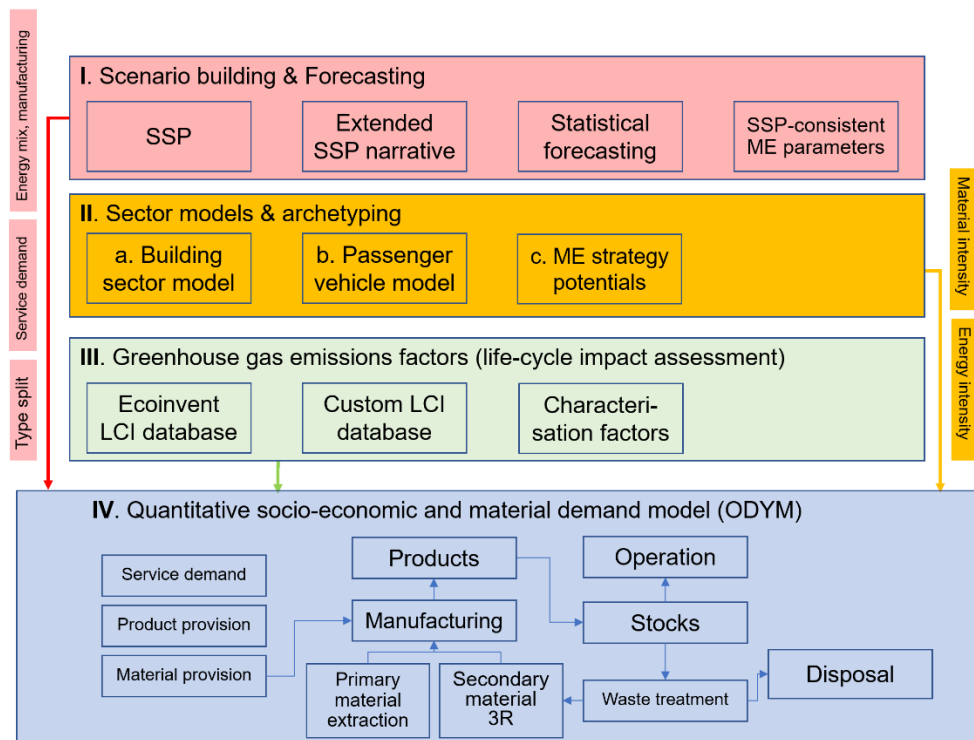 Energy mix, manufacturing
Service demand
Type split
I. Scenario building & Forecasting
SSP
Extended
SSP narrative
Statistical
forecasting
SSP-consistent
ME parameters
II. Sector models & archetyping
a. Building
sector model
b. Passenger
vehicle model
c. ME strategy
potentials
Material intensity
Energy intensity
III. Greenhouse gas emissions factors (life-cycle impact assessment)
Ecoinvent
LCI database
Custom LCI
database
Characteri-
sation factors
IV. Quantitative socio-economic and material demand model (ODYM)
Service demand
Product provision
Material provision
Products
Manufacturing
Primary
material
extraction
Secondary
material
3R
Operation
Stocks
Waste treatment
Disposal